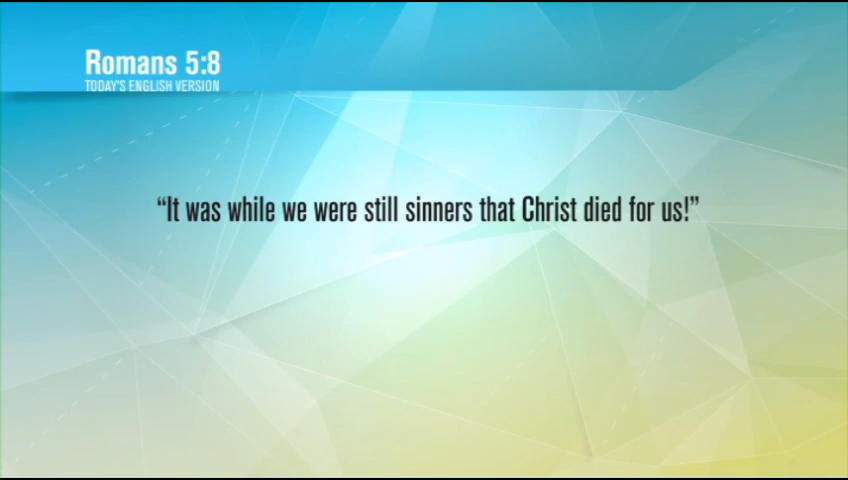 Romans 5:8
TODAY'S ENGLISH VERSION
“It was while we were still sinners that Christ died for us!”